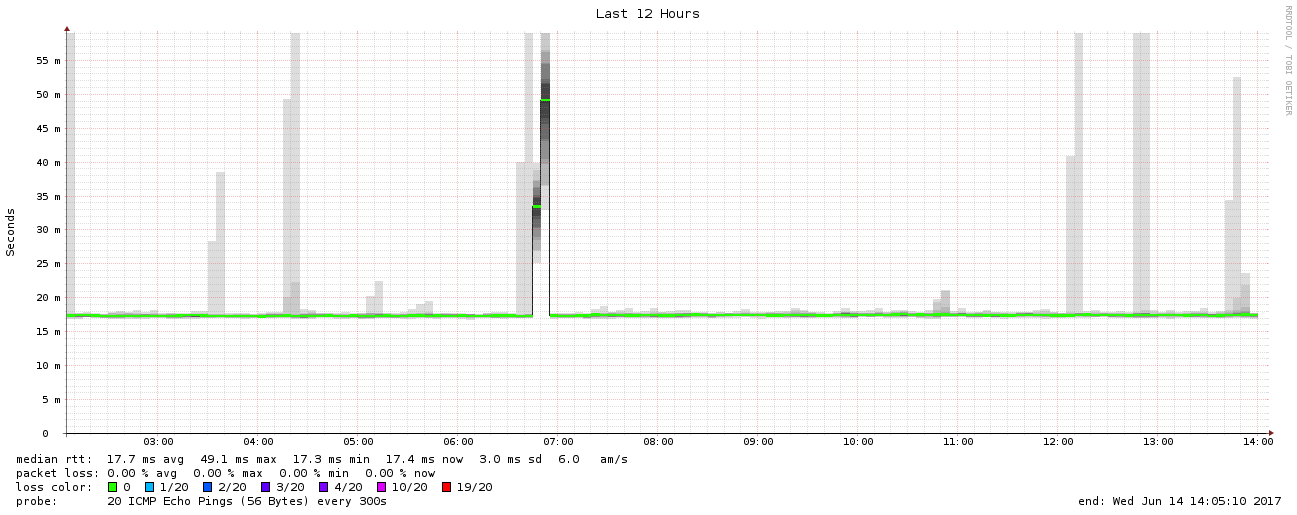 Last 12 Hours
RRDTOOL / TOBI OETIKER
Seconds
55 m
50 m
45 m
40 m
35 m
30 m
25 m
20 m
15 m
10 m
5 m
0
03:00 04:00 05:00 06:00 07:00 08:00 09:00 10:00 11:00 12:00 13:00 14:00
median rtt: 17.7 ms avg 49.1 ms max 17.3 ms min 17.4 ms now 3.0 ms sd 6.0 am/s
packet loss: 0.00 % avg 0.00 % max 0.00 % min 0.00 % now
loss color: 0 1/20 2/20 3/20 4/20 10/20 19/20
probe: 20 ICMP Echo Pings (56 Bytes) every 300s end: Wed Jun 14 14:05:10 2017